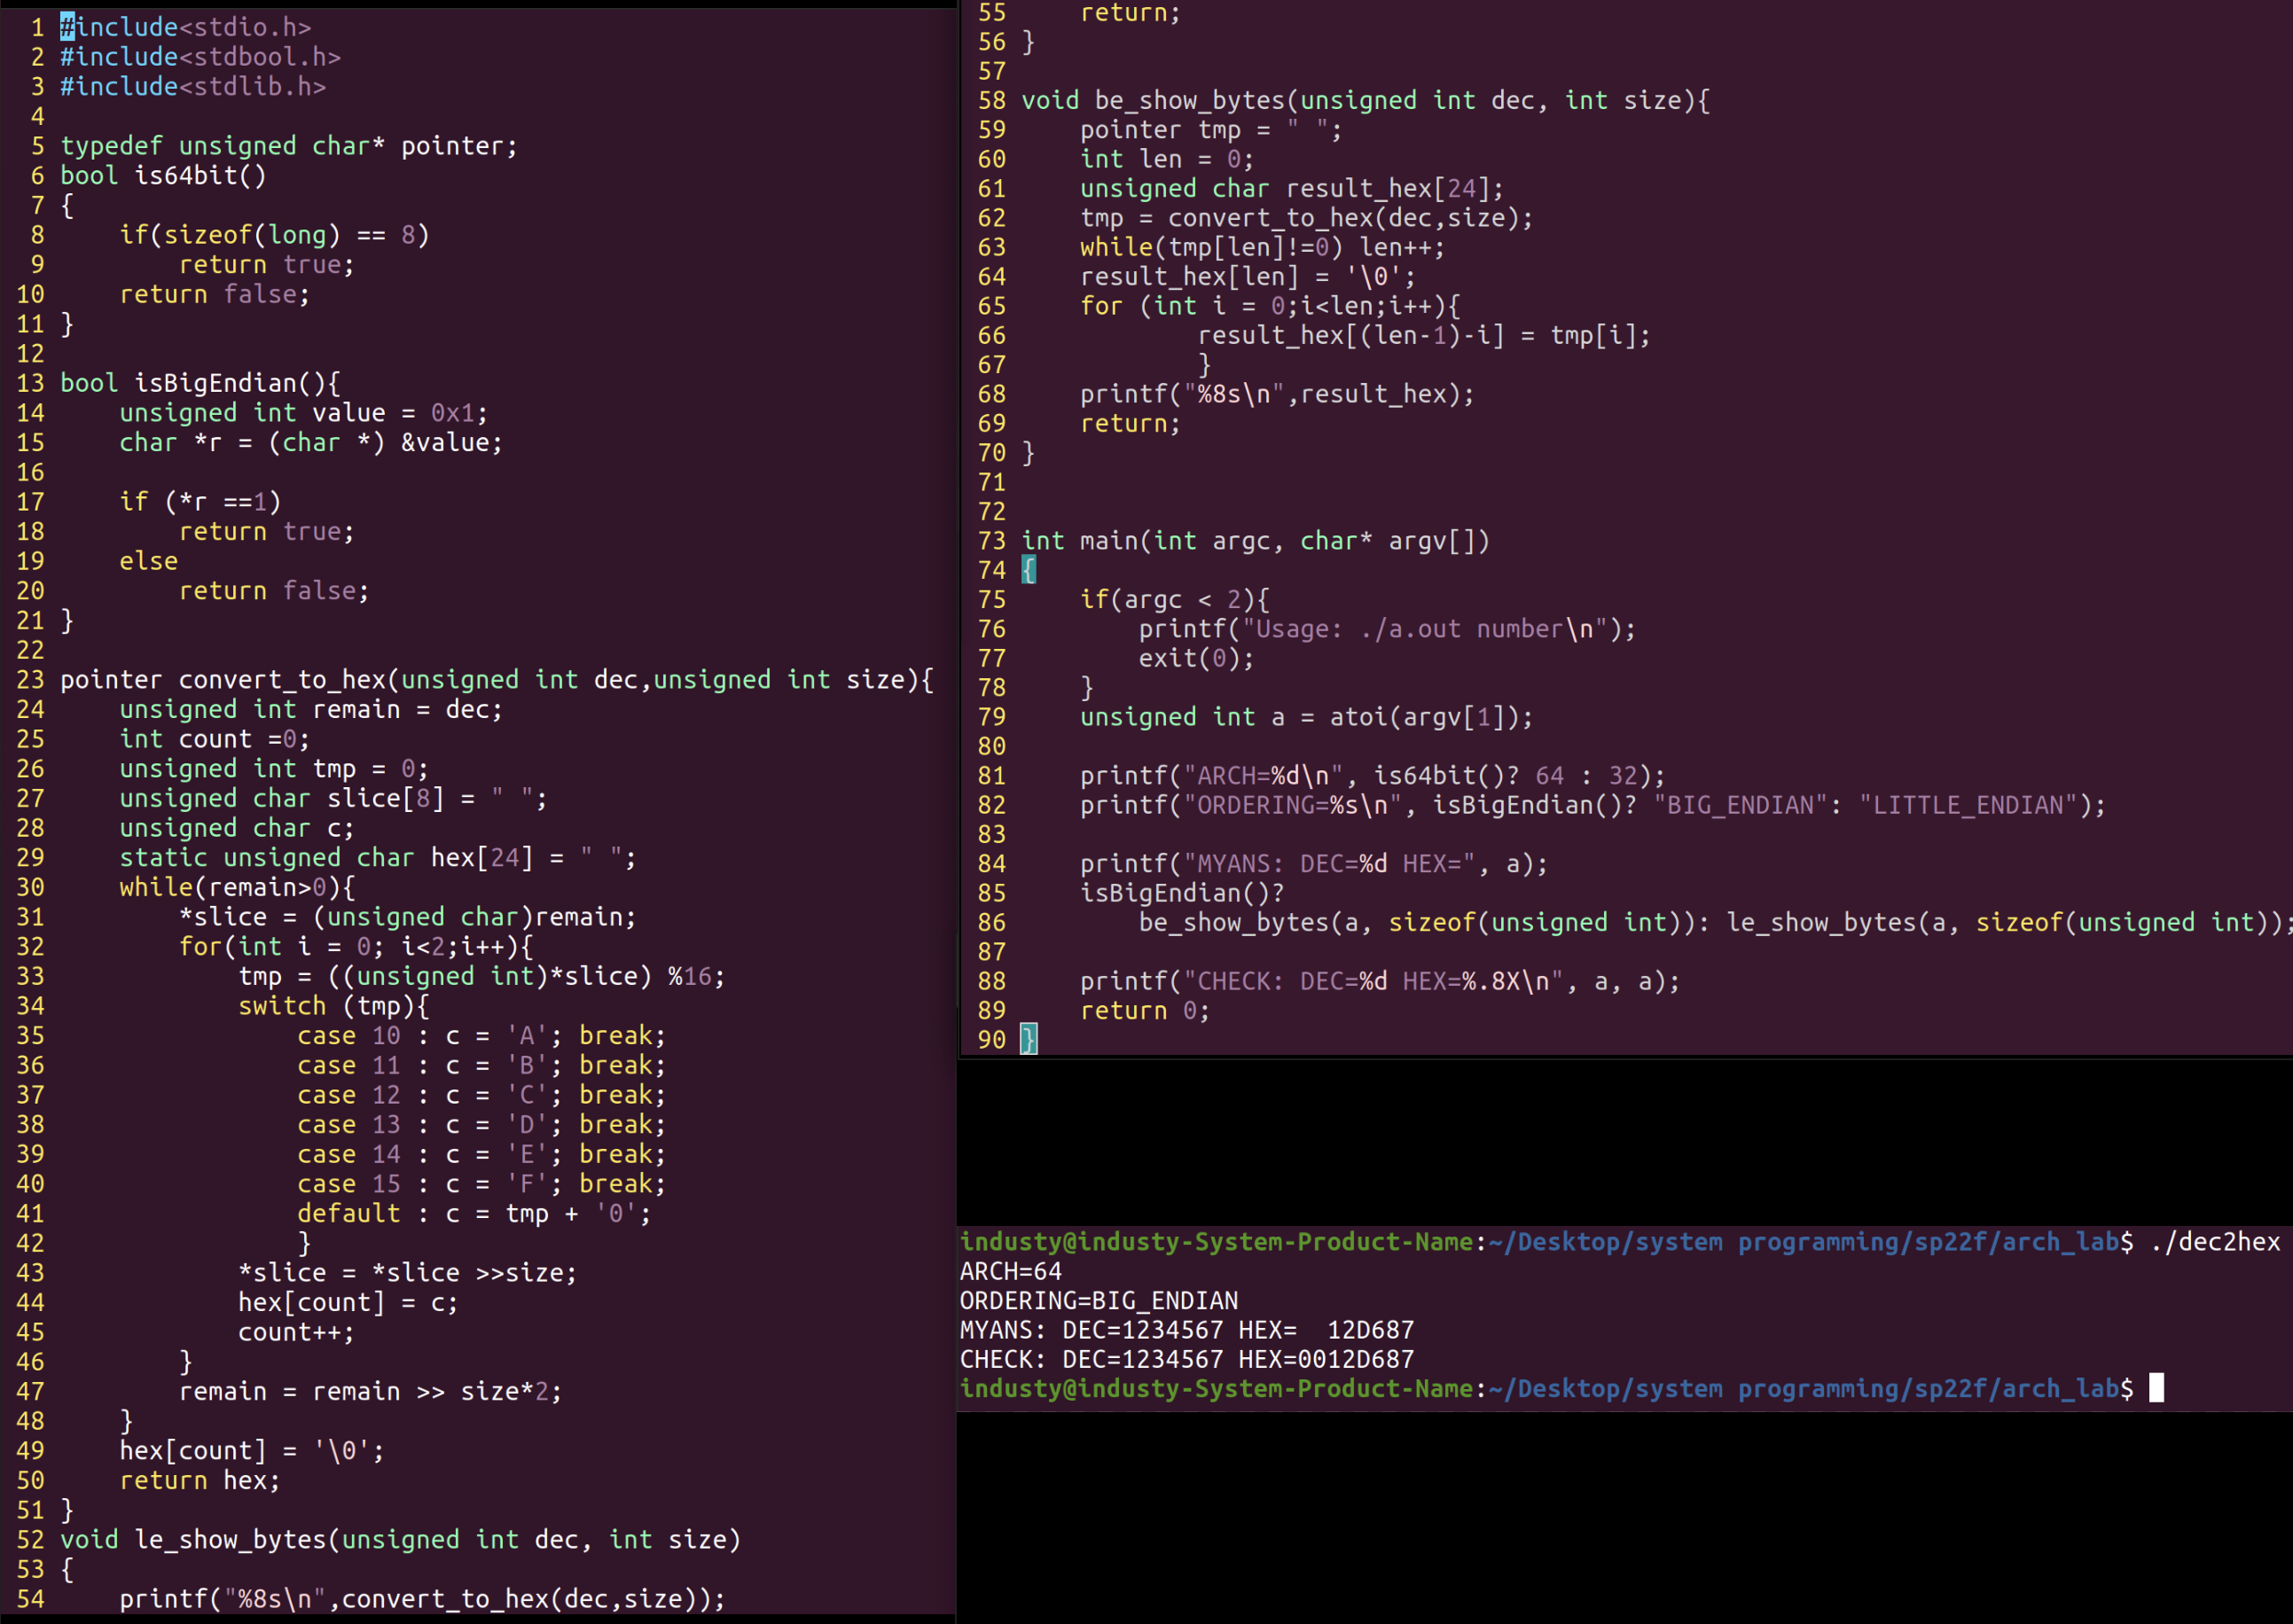 1 #include<stdio.h>
2 #include<stdbool.h>
3 #include<stdlib.h>
4
5 typedef unsigned char* pointer;
6 bool is64bit()
7 {
8     if(sizeof(long) == 8)
9         return true;
10     return false;
11 }
12
13 bool isBigEndian(){
14     unsigned int value = 0x1;
15     char *r = (char *) &value;
16
17     if (*r ==1)
18         return true;
19     else
20         return false;
21 }
22
23 pointer convert_to_hex(unsigned int dec,unsigned int size){
24     unsigned int remain = dec;
25     int count =0;
26     unsigned int tmp = 0;
27     unsigned char slice[8] = " ";
28     unsigned char c;
29     static unsigned char hex[24] = " ";
30     while(remain>0){
31         *slice = (unsigned char)remain;
32         for(int i = 0; i<2;i++){
33             tmp = ((unsigned int)*slice) %16;
34             switch (tmp){
35                 case 10 : c = 'A'; break;
36                 case 11 : c = 'B'; break;
37                 case 12 : c = 'C'; break;
38                 case 13 : c = 'D'; break;
39                 case 14 : c = 'E'; break;
40                 case 15 : c = 'F'; break;
41                 default : c = tmp + '0';
42                 }
43             *slice = *slice >>size;
44             hex[count] = c;
45             count++;
46         }
47         remain = remain >> size*2;
48     }
49     hex[count] = '\0';
50     return hex;
51 }
52 void le_show_bytes(unsigned int dec, int size)
53 {
54     printf("%8s\n",convert_to_hex(dec,size));
55     return;
56 }
57
58 void be_show_bytes(unsigned int dec, int size){
59     pointer tmp = " ";
60     int len = 0;
61     unsigned char result_hex[24];
62     tmp = convert_to_hex(dec,size);
63     while(tmp[len]!=0) len++;
64     result_hex[len] = '\0';
65     for (int i = 0;i<len;i++){
66             result_hex[(len-1)-i] = tmp[i];
67             }
68     printf("%8s\n",result_hex);
69     return;
70 }
71
72
73 int main(int argc, char* argv[])
74 {
75     if(argc < 2){
76         printf("Usage: ./a.out number\n");
77         exit(0);
78     }
79     unsigned int a = atoi(argv[1]);
80
81     printf("ARCH=%d\n", is64bit()? 64 : 32);
82     printf("ORDERING=%s\n", isBigEndian()? "BIG_ENDIAN": "LITTLE_ENDIAN");
83
84     printf("MYANS: DEC=%d HEX=", a);
85     isBigEndian()?
86         be_show_bytes(a, sizeof(unsigned int)): le_show_bytes(a, sizeof(unsigned int));
87
88     printf("CHECK: DEC=%d HEX=%.8X\n", a, a);
89     return 0;
90 }
industy@industy-System-Product-Name:~/Desktop/system programming/sp22f/arch_lab$ ./dec2hex
ARCH=64
ORDERING=BIG_ENDIAN
MYANS: DEC=1234567 HEX=  12D687
CHECK: DEC=1234567 HEX=0012D687
industy@industy-System-Product-Name:~/Desktop/system programming/sp22f/arch_lab$